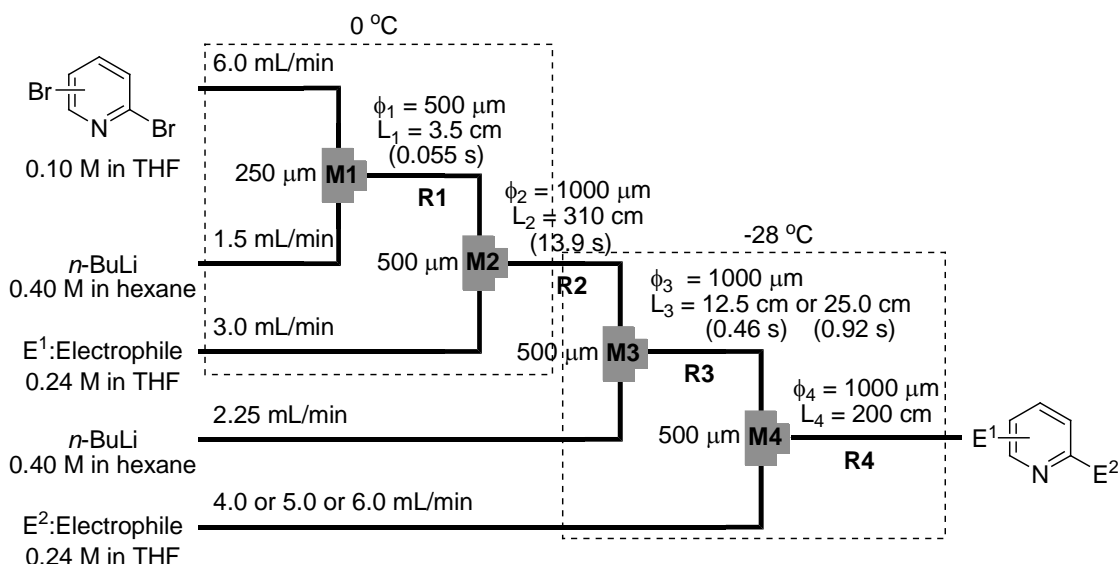 0 °C
6.0 mL/min
Br
N
Br
0.10 M in THF
ϕ1 = 500 μm
L1 = 3.5 cm
(0.055 s)
250 μm
M1
R1
ϕ2 = 1000 μm
L2 = 310 cm
(13.9 s)
-28 °C
1.5 mL/min
n-BuLi
0.40 M in hexane
500 μm
M2
R2
ϕ3 = 1000 μm
L3 = 12.5 cm or 25.0 cm
(0.46 s) (0.92 s)
3.0 mL/min
E1:Electrophile
0.24 M in THF
500 μm
M3
R3
ϕ4 = 1000 μm
L4 = 200 cm
2.25 mL/min
n-BuLi
0.40 M in hexane
500 μm
M4
R4
E1
N
E2
4.0 or 5.0 or 6.0 mL/min
E2:Electrophile
0.24 M in THF